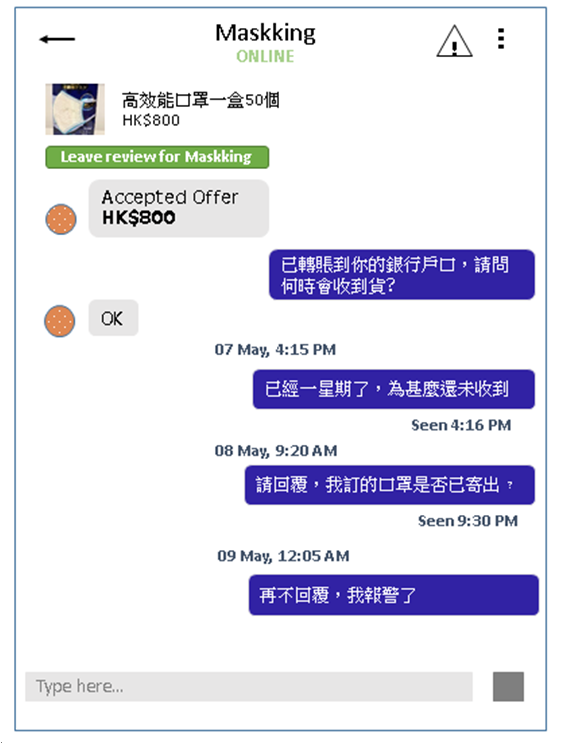 Maskking
ONLINE
高效能口罩一盒50個
HK$800
Leave review for Maskking
Accepted Offer
HK$800
已轉賬到你的銀行戶口，請問
何時會收到貨?
OK
07 May, 4:15 PM
已經一星期了，為甚麼還未收到
Seen 4:16 PM
08 May, 9:20 AM
請回覆，我訂的口罩是否已寄出？
Seen 9:30 PM
09 May, 12:05 AM
再不回覆，我報警了
Type here...